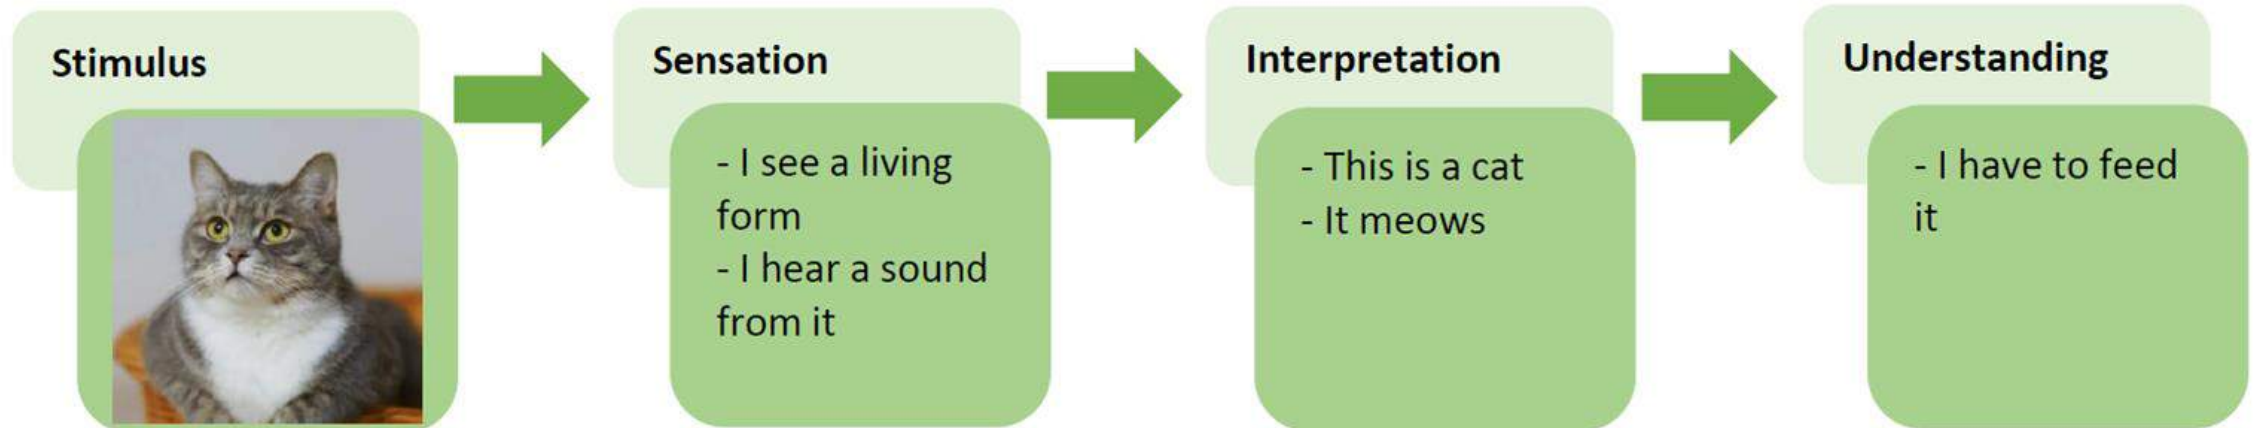 Stimulus
Sensation
- I see a living
form
- I hear a sound
from it
Interpretation
- This is a cat
- It meows
Understanding
- I have to feed
it